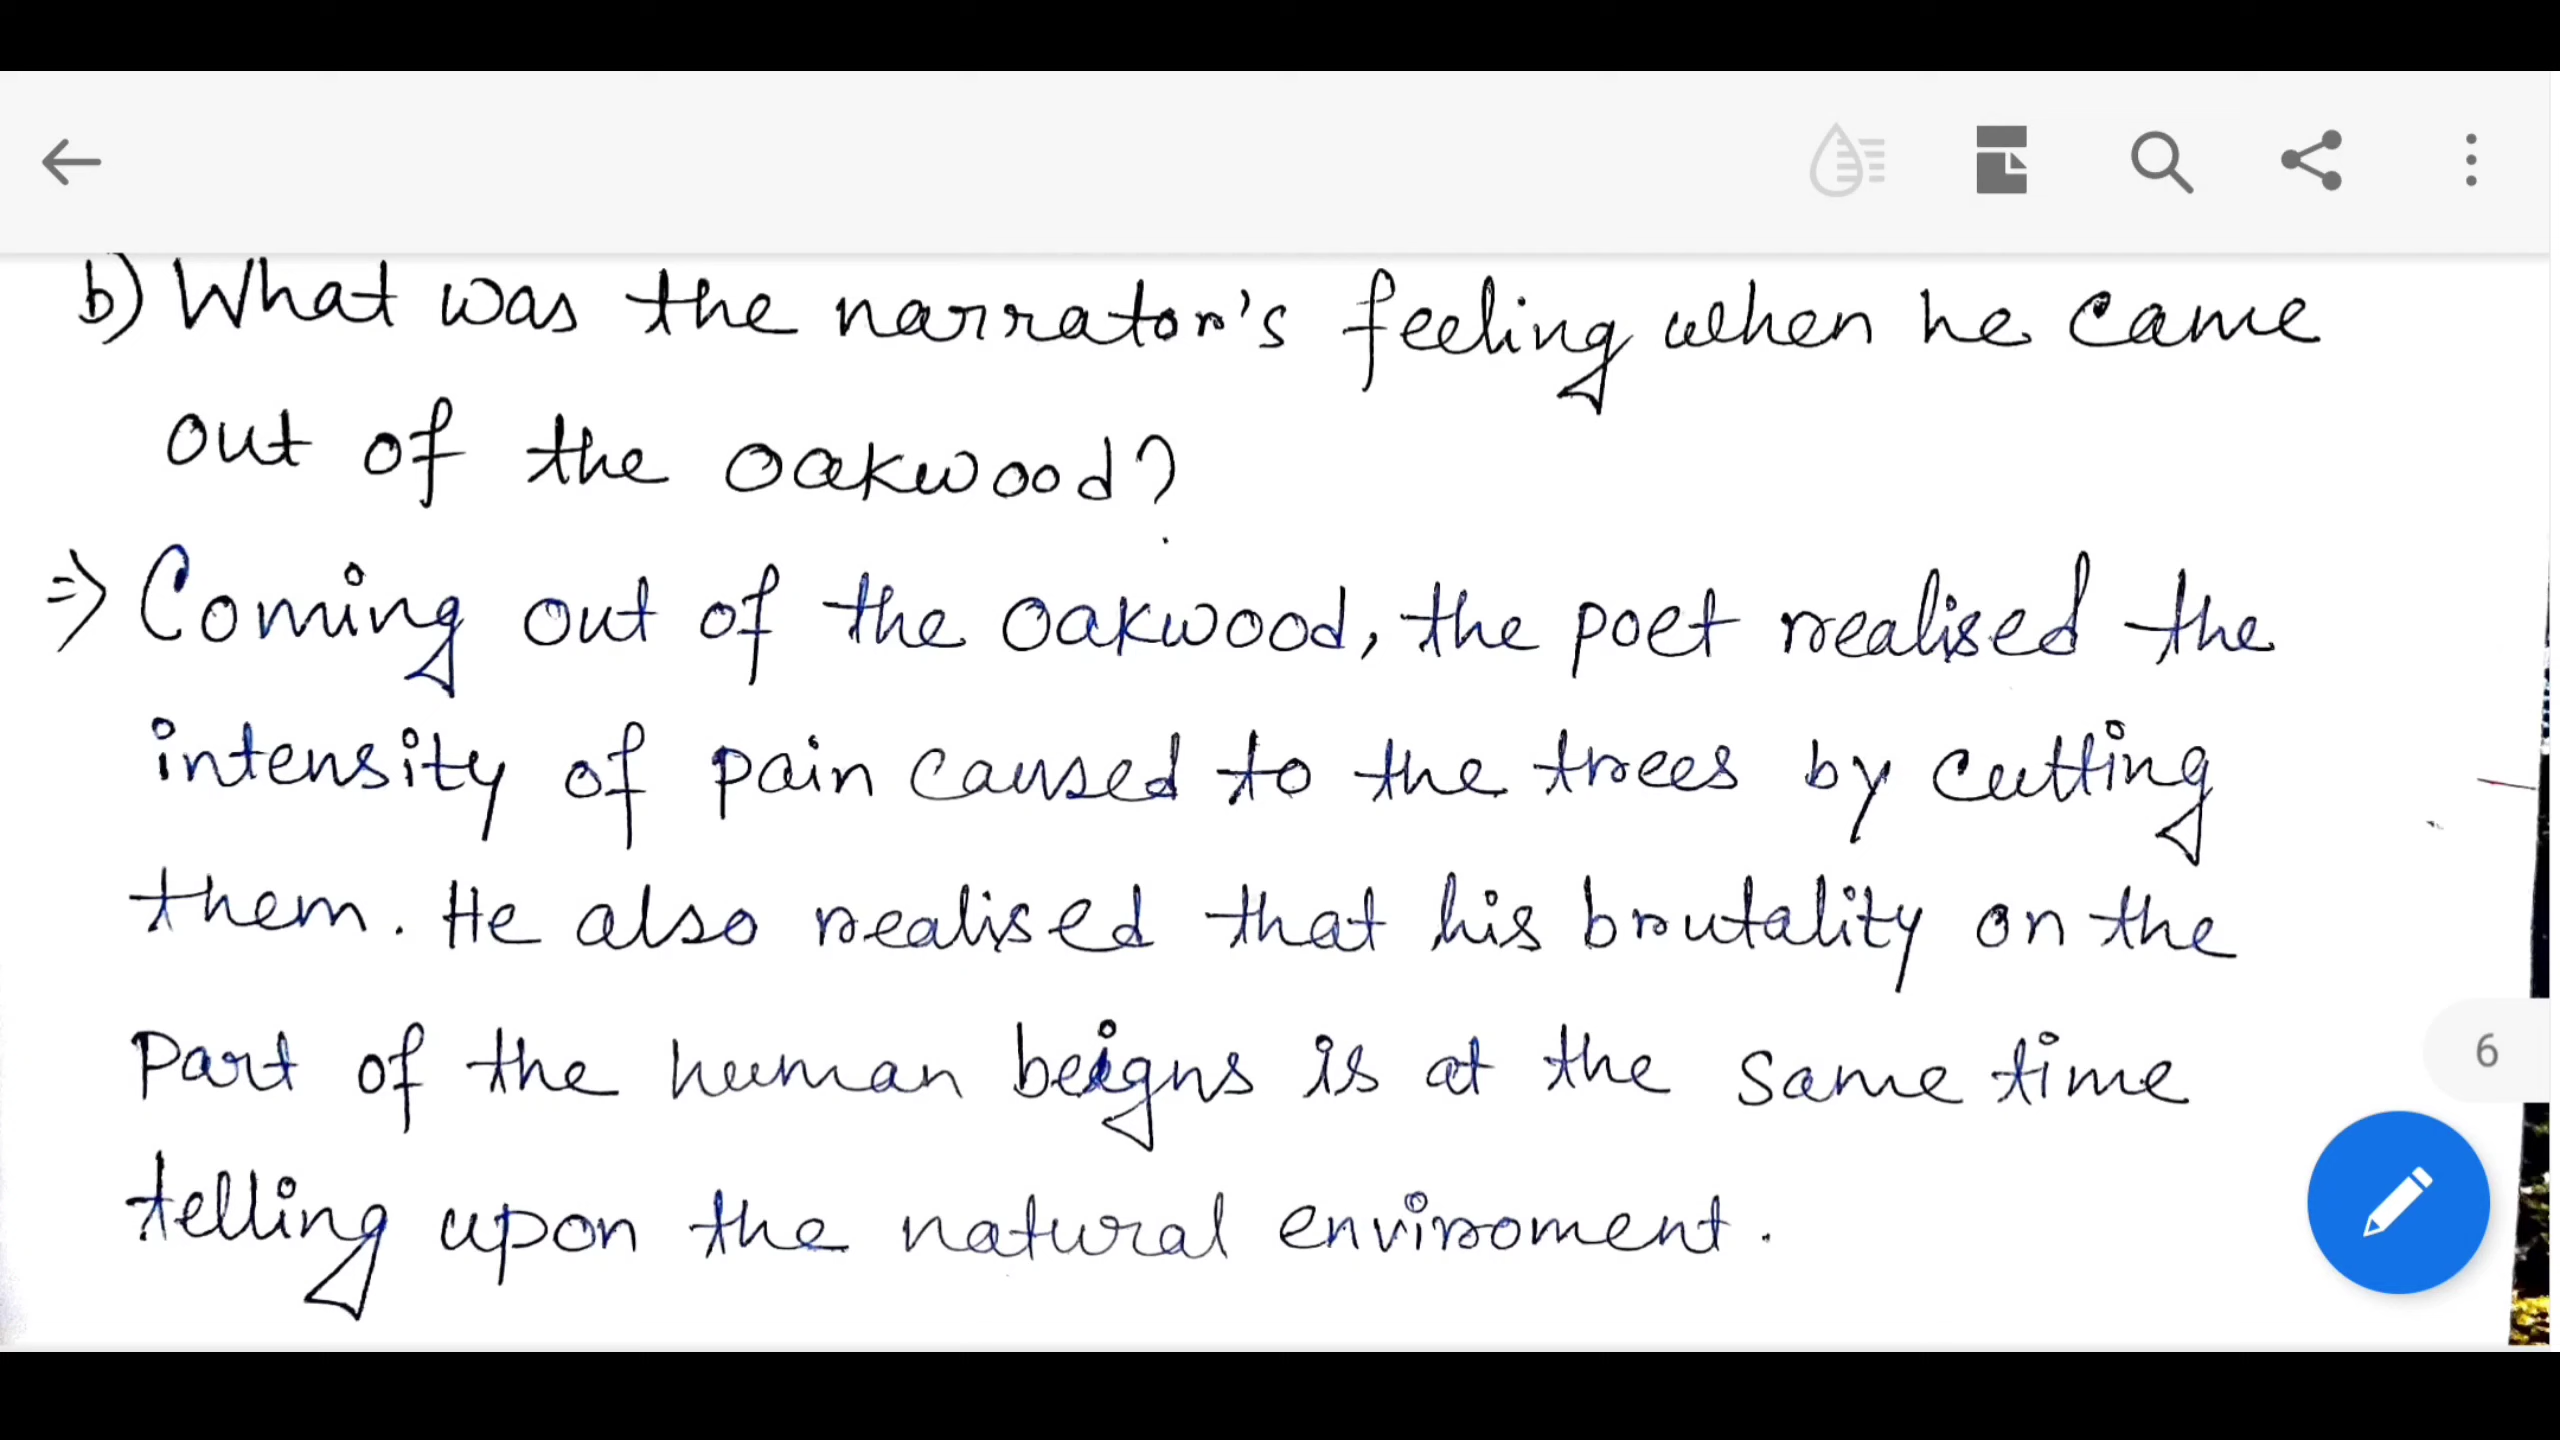 b) What was the narrator's feeling when he came
out of the oakwood?
=> Coming out of the oakwood, the poet realised the
intensity of pain caused to the trees by cutting
them. He also realised that his brutality on the
Part of the human beigns is at the same time
6
telling upon the natural enviroment.